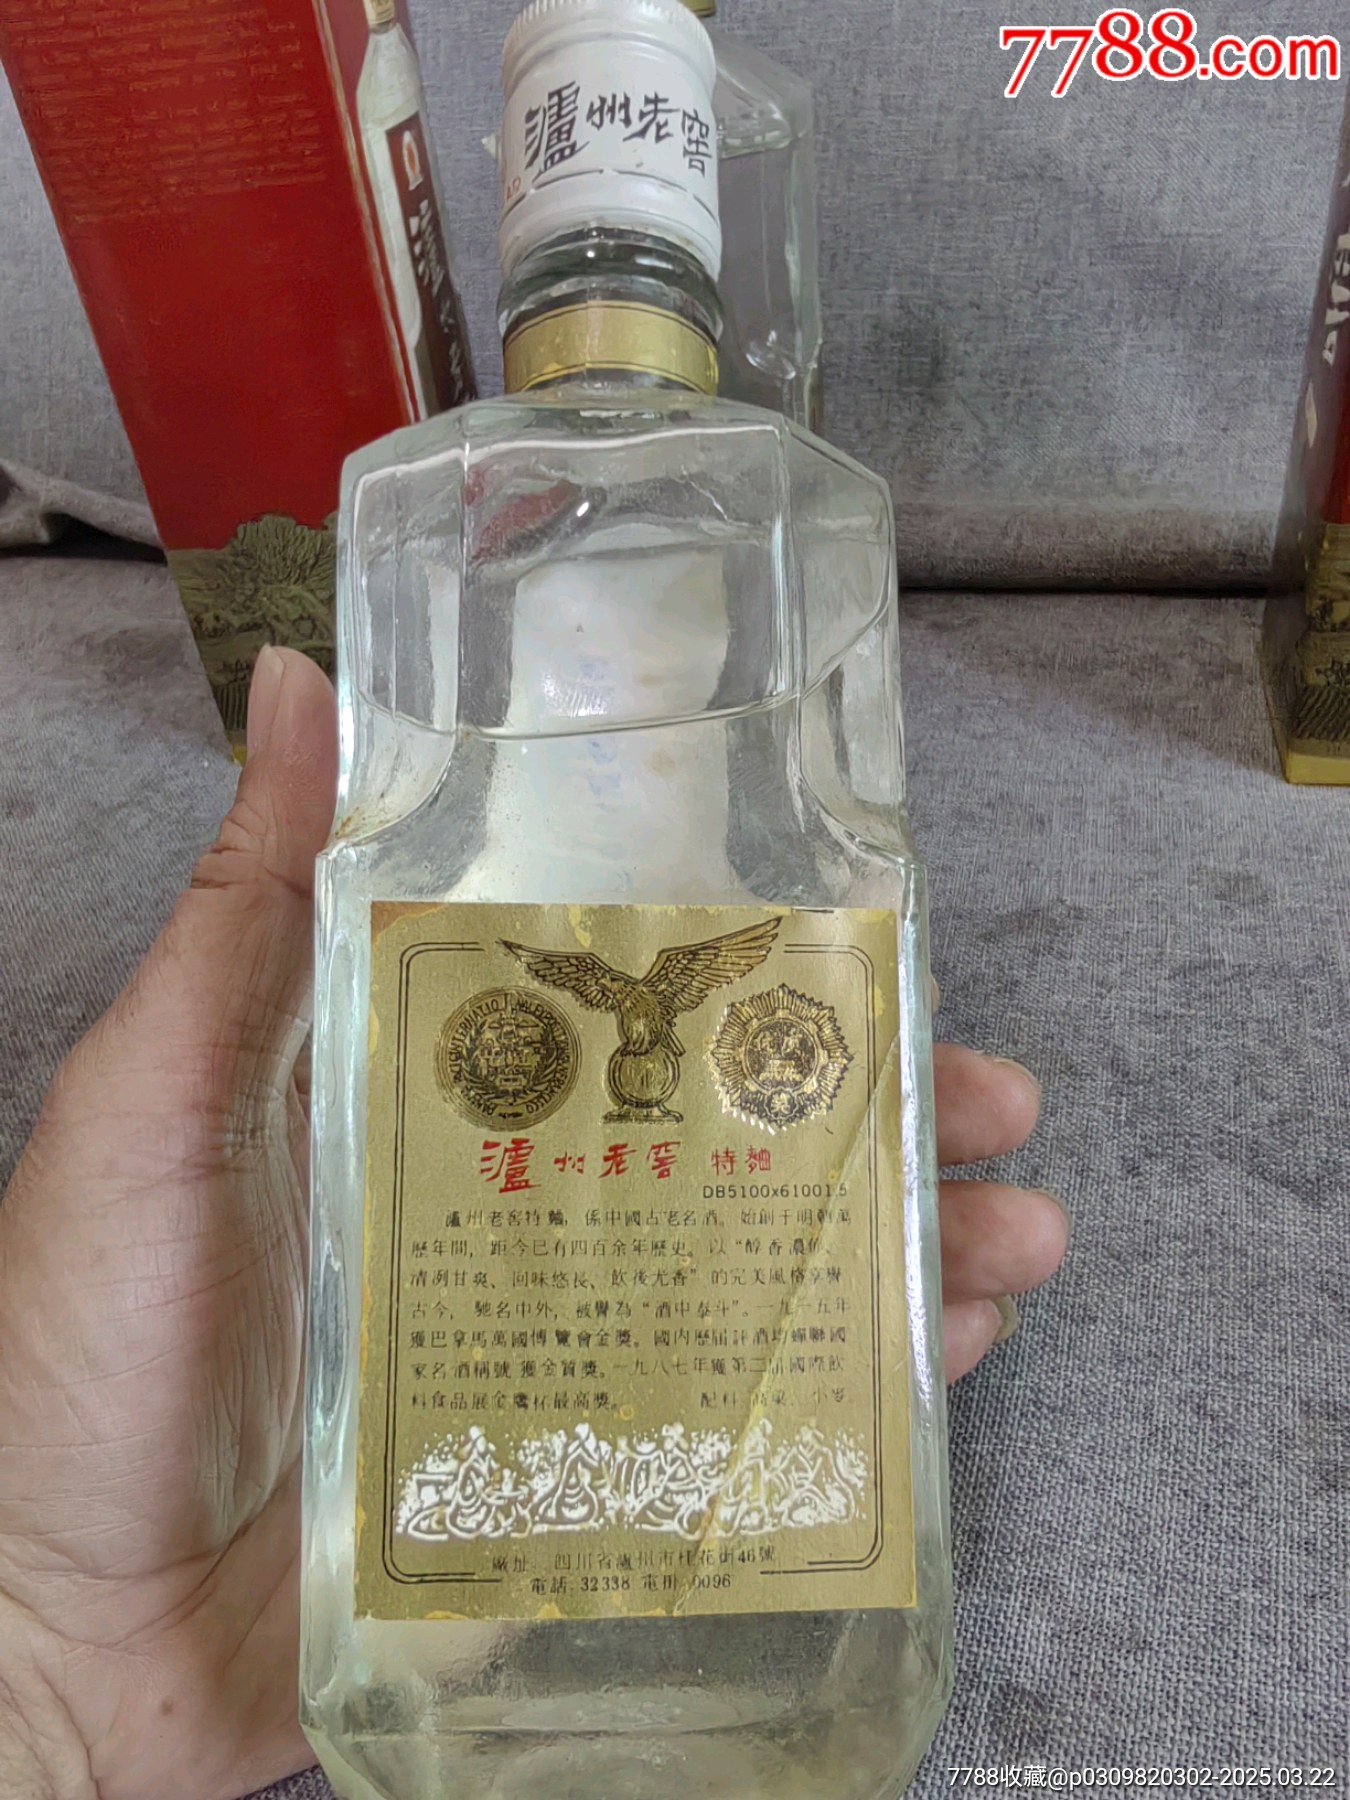 7788.com
泸州老窖
瀘州老窖 特麯
DB5100x61001.5
瀘州老窖特麯,係中國古老名酒。始創于明朝萬
歷年間,距今已有四百余年歷史。以“醇香濃郁、
清冽甘爽、回味悠長、飲後尤香”的完美風格享譽
古今,馳名中外,被譽為“酒中泰斗”。一九一五年
獲巴拿馬萬國博覽會金獎。國内歷屆評酒均蟬聯國
家名酒稱號 獲金質獎。一九八七年獲第二屆國際飲
料食品展金鷹杯最高獎。 配料 高粱、小麥
廠址 四川省瀘州市桂花街46號
電話 32338 電掛 0096
7788收藏@p0309820302-2025.03.22